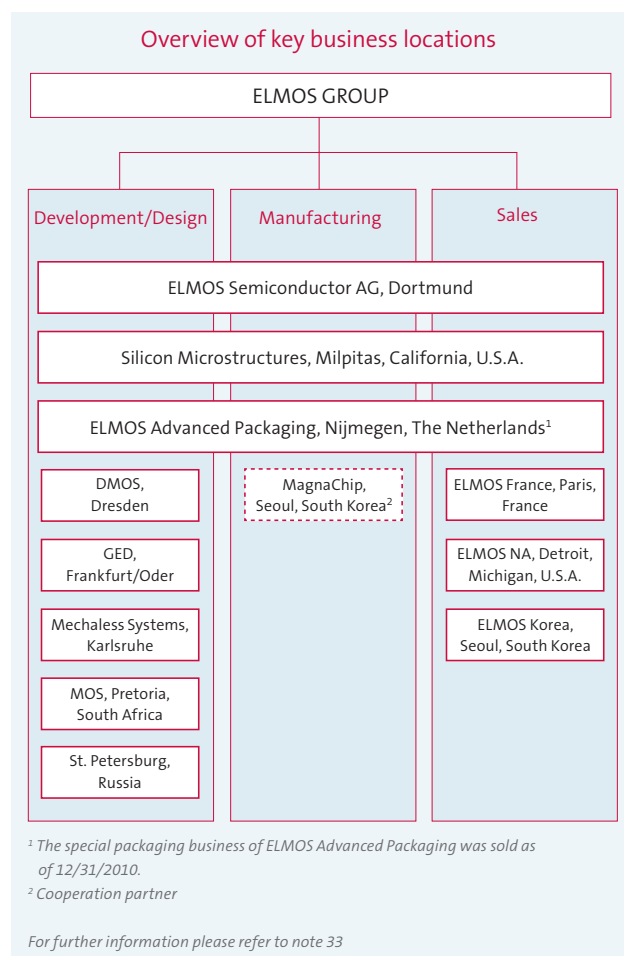 Overview of key business locations
ELMOS GROUP
Development/Design
Manufacturing
Sales
ELMOS Semiconductor AG, Dortmund
Silicon Microstructures, Milpitas, California, U.S.A.
ELMOS Advanced Packaging, Nijmegen, The Netherlands¹
DMOS,
Dresden
MagnaChip,
Seoul, South Korea²
ELMOS France, Paris,
France
GED,
Frankfurt/Oder
ELMOS NA, Detroit,
Michigan, U.S.A.
Mechaless Systems,
Karlsruhe
ELMOS Korea,
Seoul, South Korea
MOS, Pretoria,
South Africa
St. Petersburg,
Russia
¹ The special packaging business of ELMOS Advanced Packaging was sold as
of 12/31/2010.
² Cooperation partner
For further information please refer to note 33